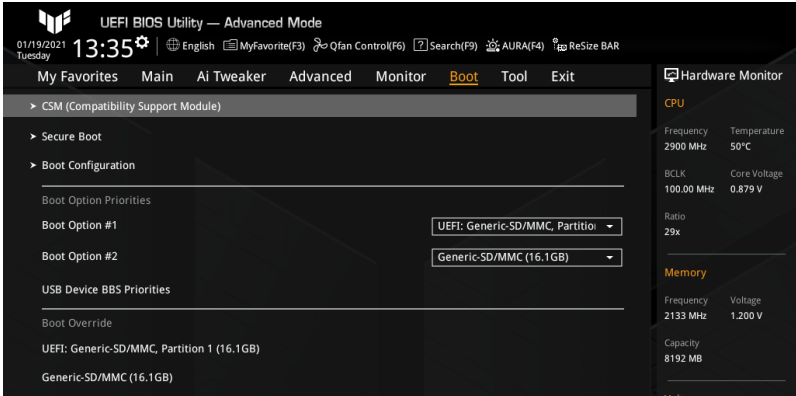 UEFI BIOS Utility — Advanced Mode
01/19/2021 Tuesday 13:35 English MyFavorite(F3) Qfan Control(F6) ? Search(F9) AURA(F4) ReSize BAR
My Favorites Main Ai Tweaker Advanced Monitor Boot Tool Exit
Hardware Monitor
> CSM (Compatibility Support Module)
> Secure Boot
> Boot Configuration
Boot Option Priorities
Boot Option #1 UEFI: Generic-SD/MMC, Partitio
Boot Option #2 Generic-SD/MMC (16.1GB)
USB Device BBS Priorities
Boot Override
UEFI: Generic-SD/MMC, Partition 1 (16.1GB)
Generic-SD/MMC (16.1GB)
CPU
Frequency Temperature
2900 MHz 50°C
BCLK Core Voltage
100.00 MHz 0.879 V
Ratio
29x
Memory
Frequency Voltage
2133 MHz 1.200 V
Capacity
8192 MB